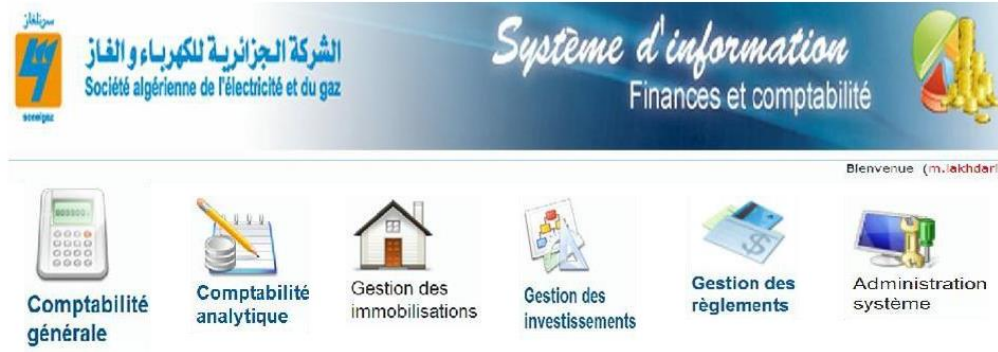 سونلغاز
الشركة الجزائرية للكهرباء و الغاز
Société algérienne de l'électricité et du gaz
sonelgaz
Système d'information
Finances et comptabilité
Bienvenue (m.lakhdari
Comptabilité
générale
Comptabilité
analytique
Gestion des
immobilisations
Gestion des
investissements
Gestion des
règlements
Administration
système